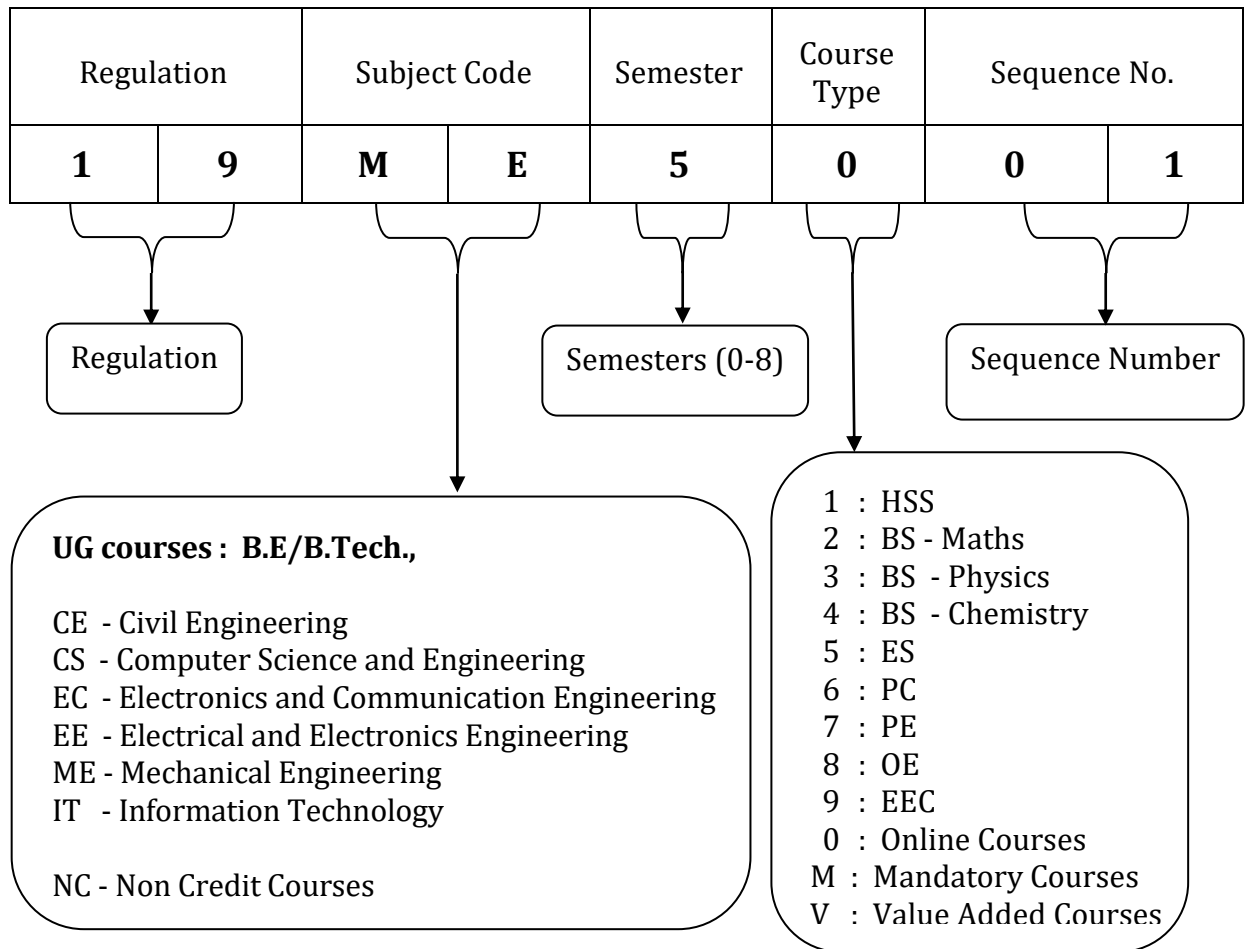 Regulation Subject Code Semester Course Type Sequence No.
1 9 M E 5 0 0 1
Regulation
Semesters (0-8)
Sequence Number
UG courses : B.E/B.Tech.,
CE - Civil Engineering
CS - Computer Science and Engineering
EC - Electronics and Communication Engineering
EE - Electrical and Electronics Engineering
ME - Mechanical Engineering
IT - Information Technology
NC - Non Credit Courses
1 : HSS
2 : BS - Maths
3 : BS - Physics
4 : BS - Chemistry
5 : ES
6 : PC
7 : PE
8 : OE
9 : EEC
0 : Online Courses
M : Mandatory Courses
V : Value Added Courses